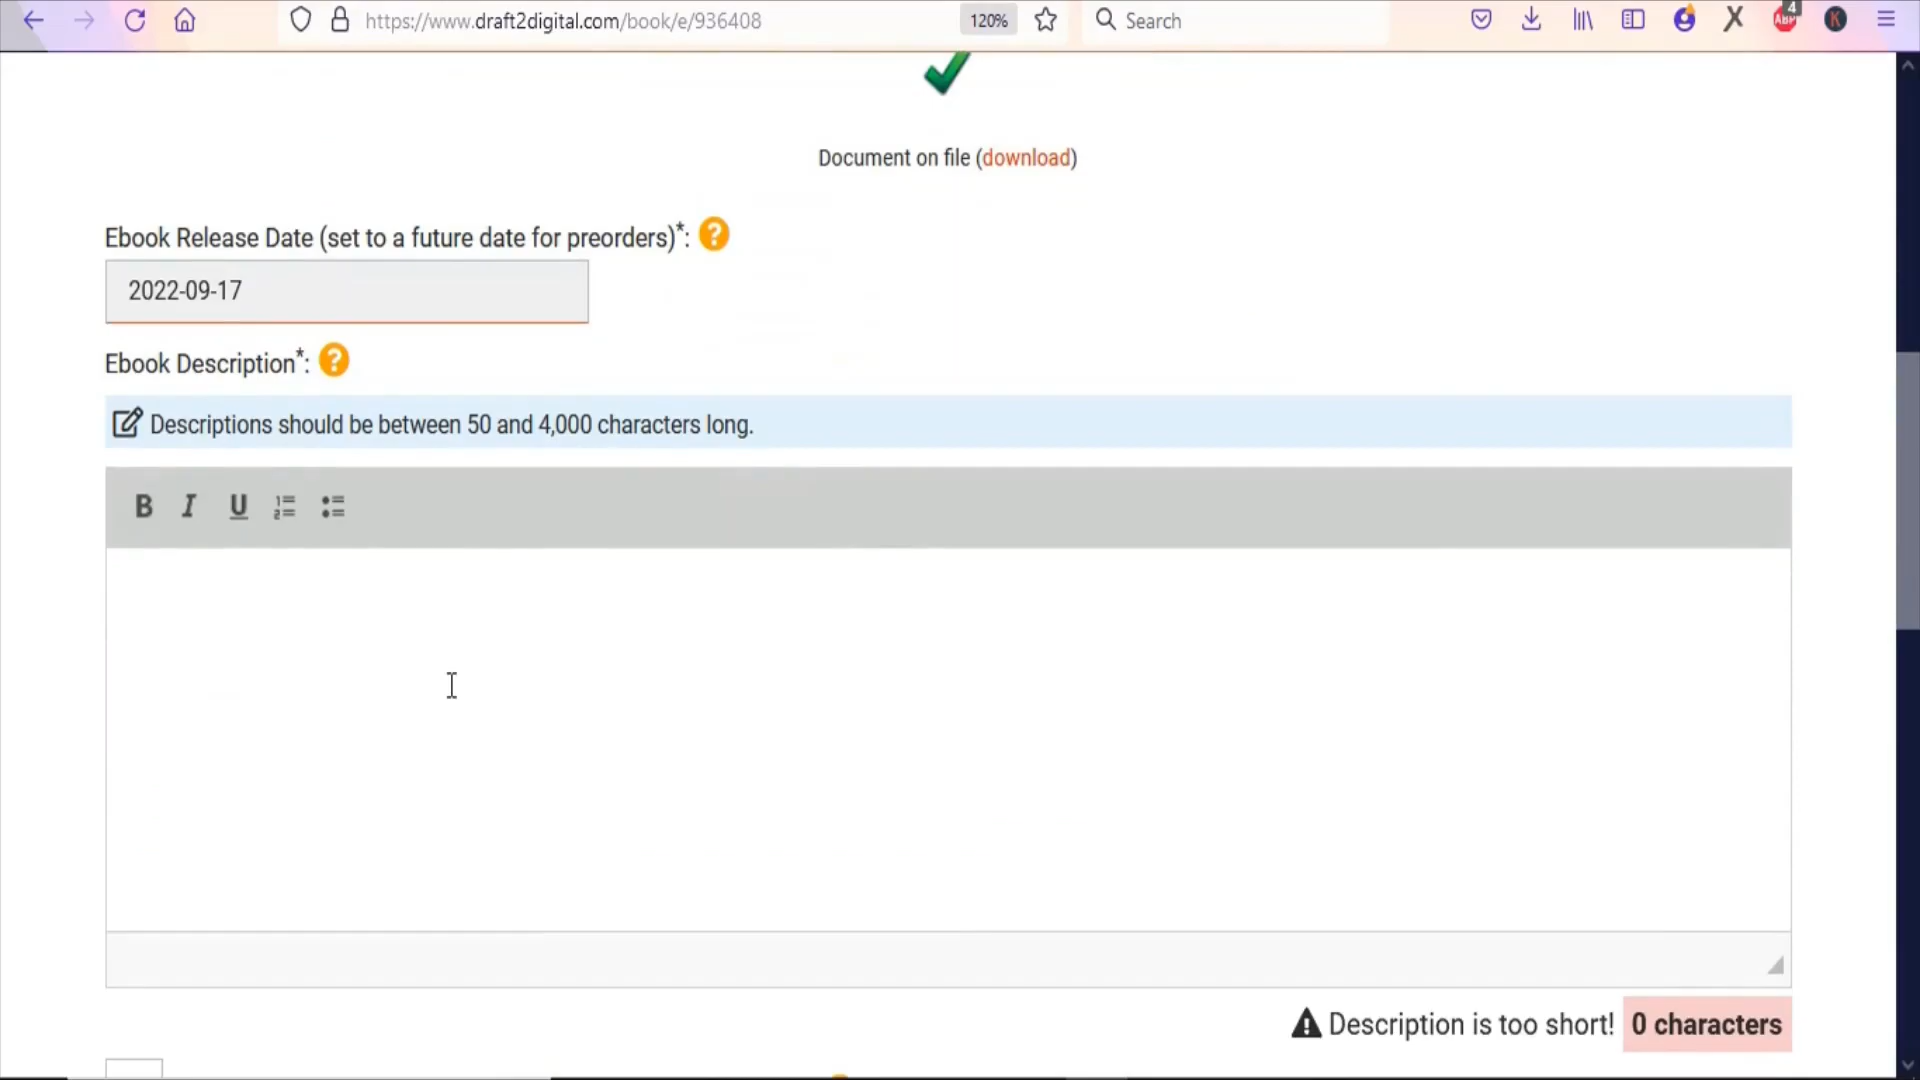 https://www.draft2digital.com/book/e/936408
120%
Search
ABP
4
K
Document on file (download)
Ebook Release Date (set to a future date for preorders)*: ?
2022-09-17
Ebook Description*: ?
Descriptions should be between 50 and 4,000 characters long.
B I U
Description is too short! 0 characters